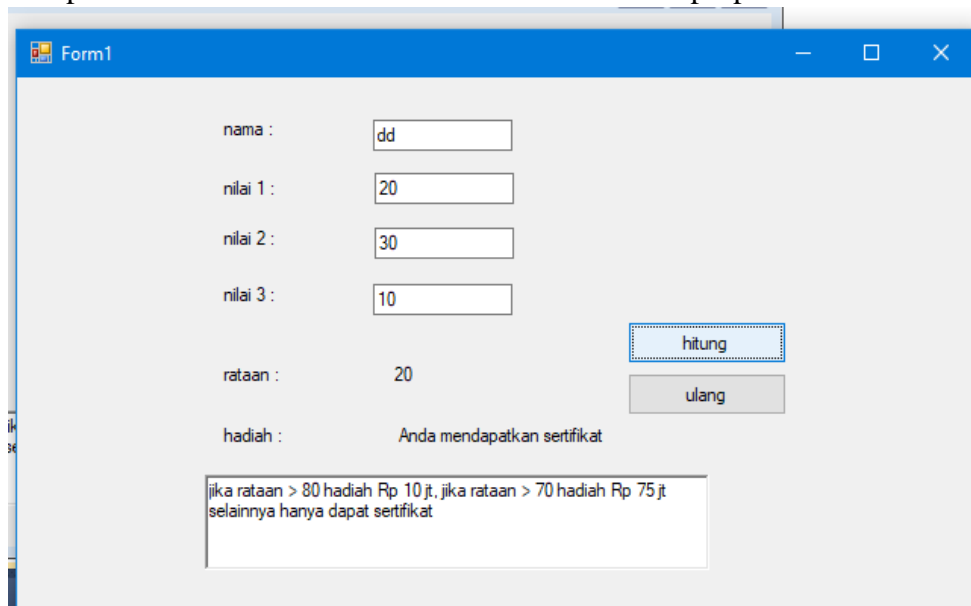 Form1
nama :
dd
nilai 1 :
20
nilai 2 :
30
nilai 3 :
10
hitung
rataan :
20
ulang
hadiah :
Anda mendapatkan sertifikat
jika rataan > 80 hadiah Rp 10 jt, jika rataan > 70 hadiah Rp 75 jt
selainnya hanya dapat sertifikat